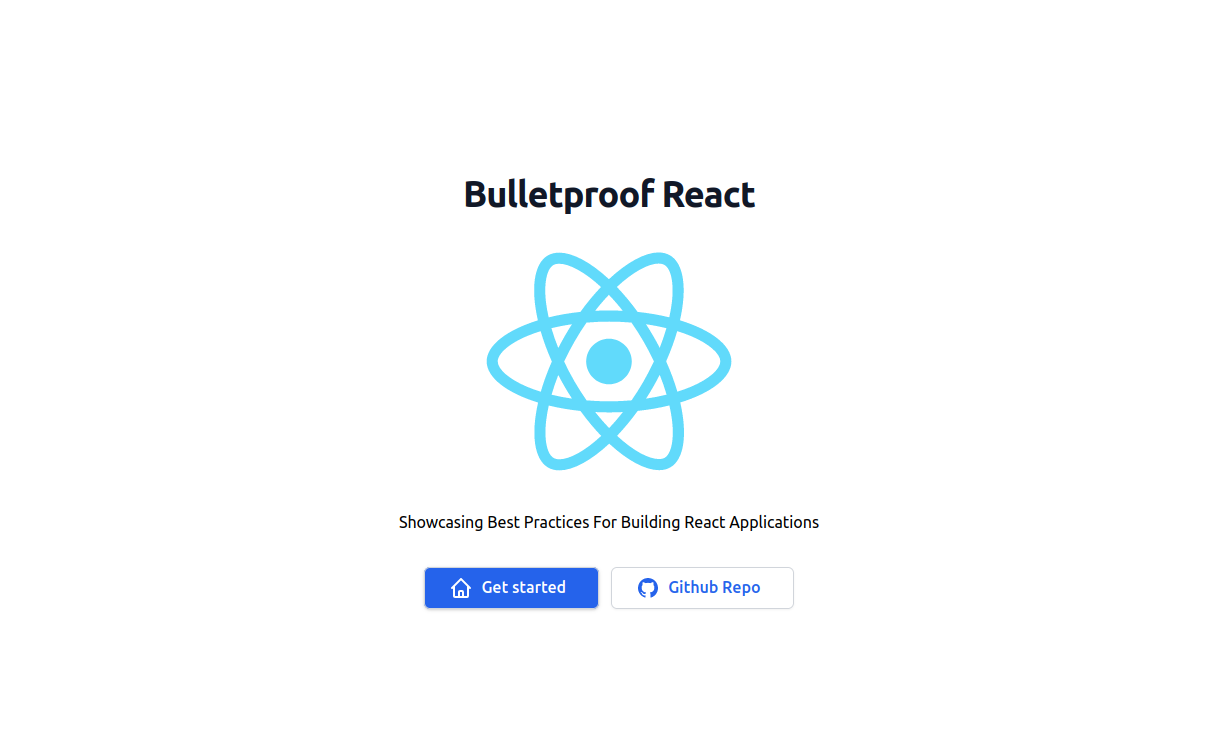 Bulletproof React
Showcasing Best Practices For Building React Applications
Get started
Github Repo